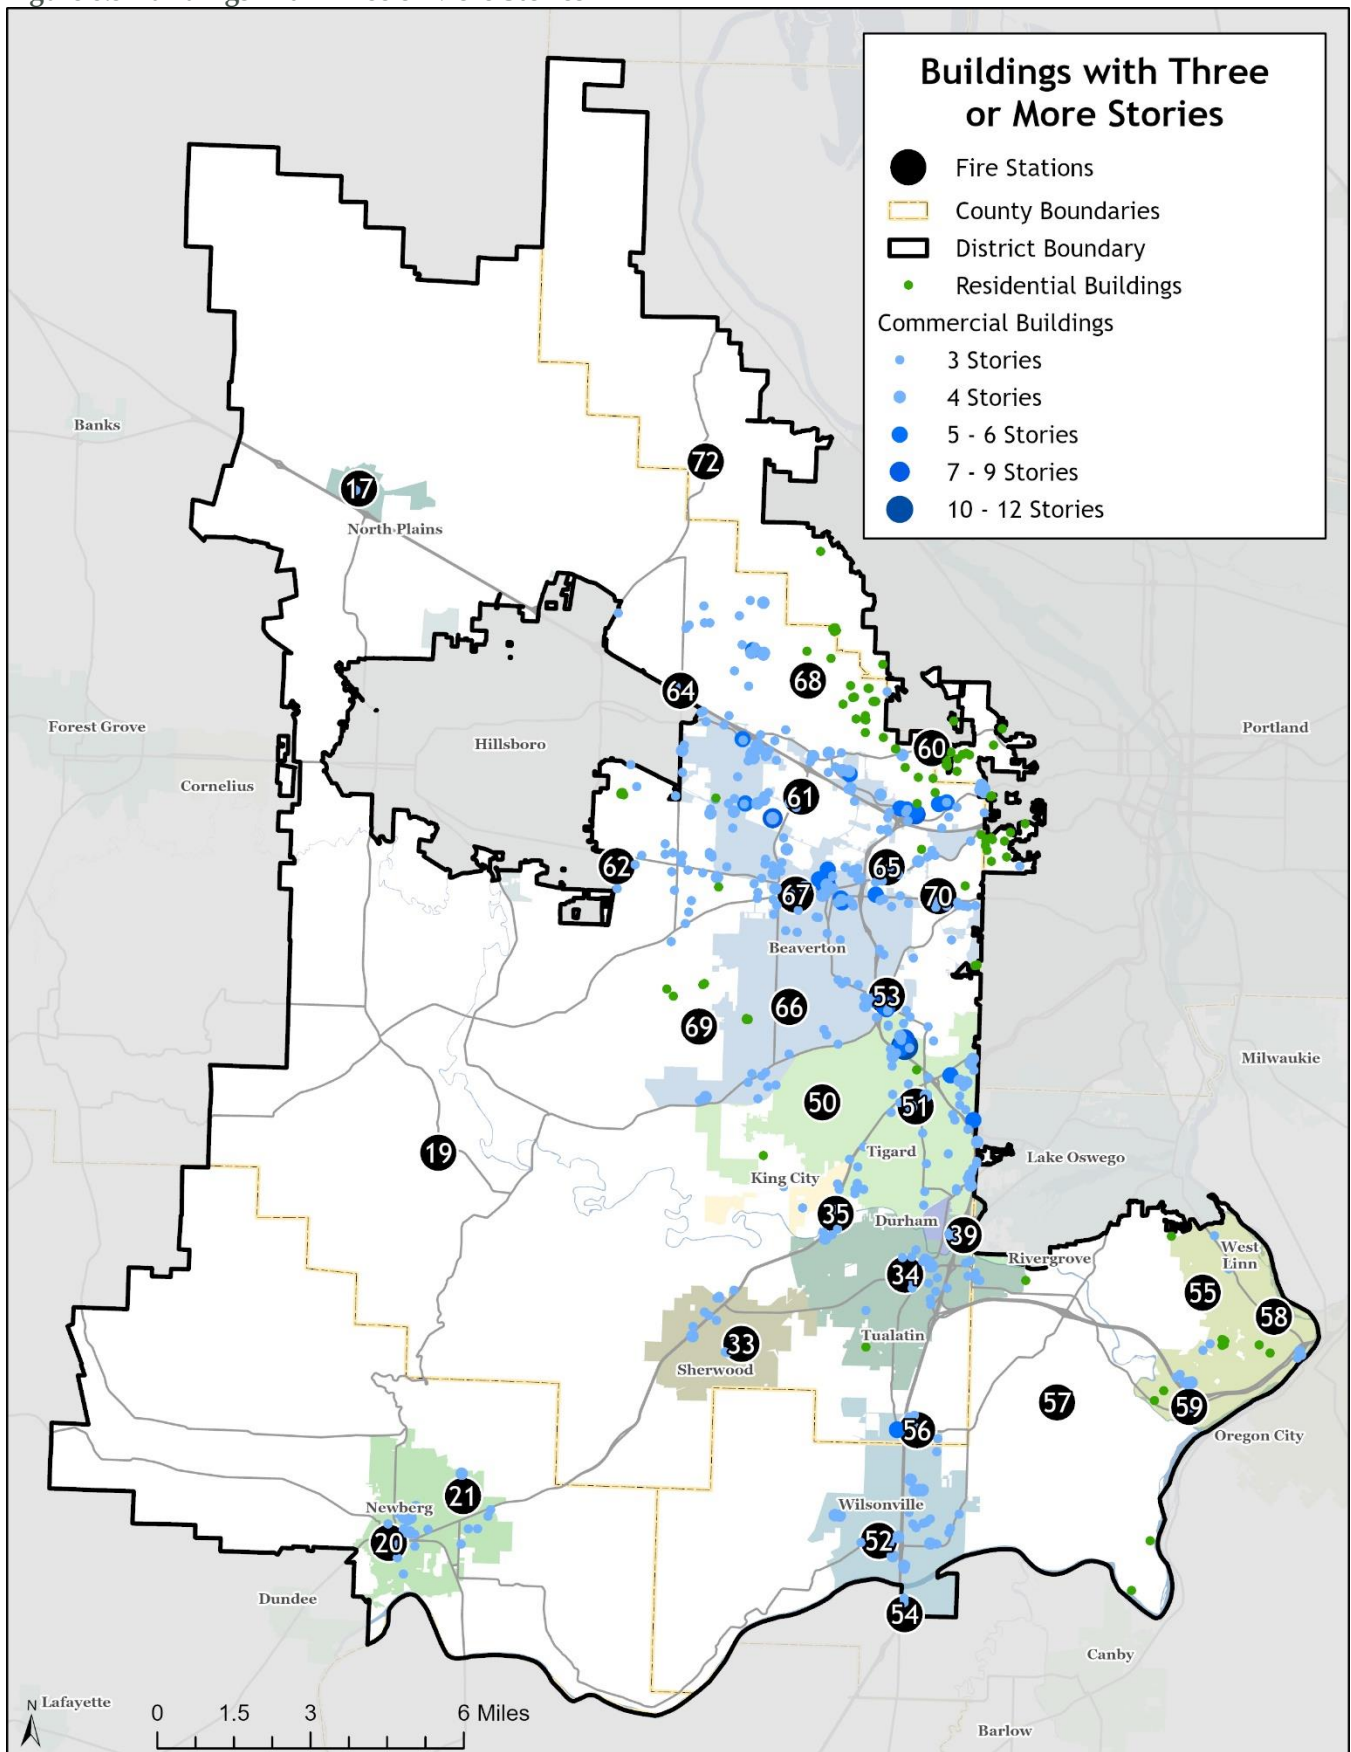 Buildings with Three
or More Stories
Fire Stations
County Boundaries
District Boundary
Residential Buildings
Commercial Buildings
3 Stories
4 Stories
5 - 6 Stories
7 - 9 Stories
10 - 12 Stories
Banks
72
17
North Plains
68
64
Forest Grove
Portland
Hillsboro
60
Cornelius
61
62
65
67
70
Beaverton
53
66
69
Milwaukie
50
51
19
Tigard
Lake Oswego
King City
35
Durham
39
West
Linn
Rivergrove
34
55
58
Tualatin
33
Sherwood
57
59
56
Oregon City
21
Newberg
Wilsonville
20
52
Dundee
54
Canby
N
Lafayette
0 1.5 3 6 Miles
Barlow